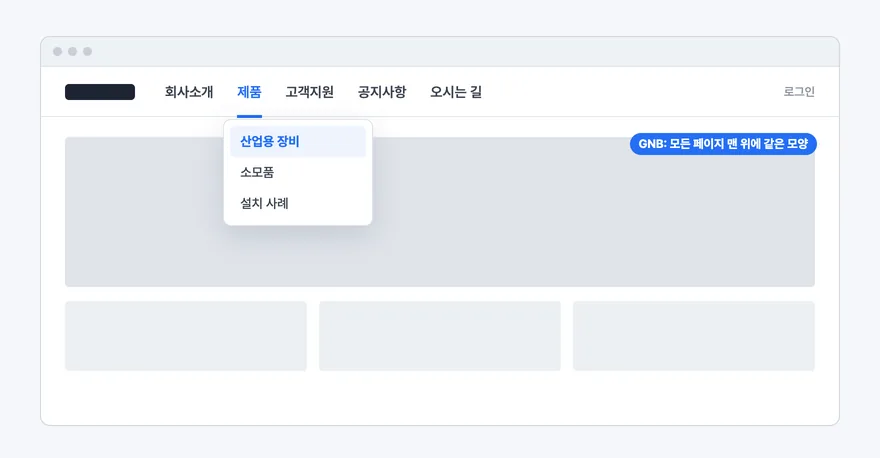 회사소개 제품 고객지원 공지사항 오시는 길 로그인
산업용 장비
GNB: 모든 페이지 맨 위에 같은 모양
소모품
설치 사례